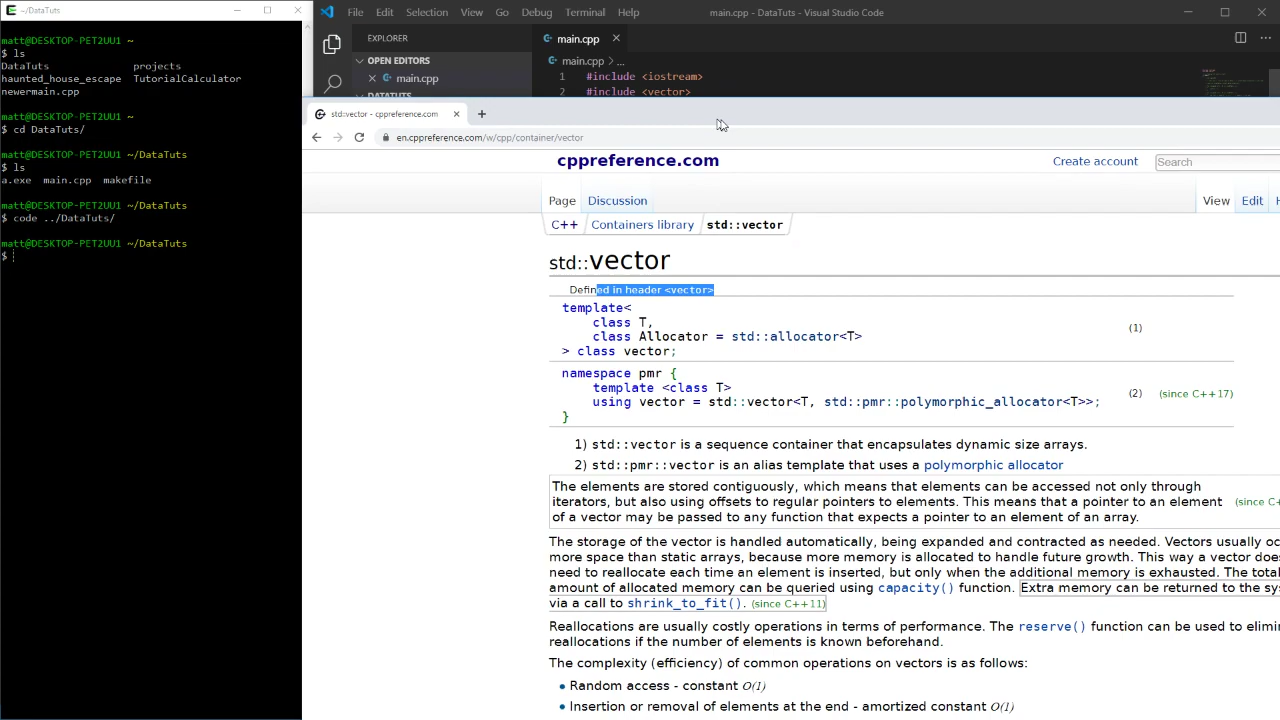 ~/DataTuts
matt@DESKTOP-PET2UU1 ~
$ ls
DataTuts projects
haunted_house_escape TutorialCalculator
newermain.cpp
matt@DESKTOP-PET2UU1 ~
$ cd DataTuts/
matt@DESKTOP-PET2UU1 ~/DataTuts
$ ls
a.exe main.cpp makefile
matt@DESKTOP-PET2UU1 ~/DataTuts
$ code ../DataTuts/
matt@DESKTOP-PET2UU1 ~/DataTuts
$
File Edit Selection View Go Debug Terminal Help main.cpp - DataTuts - Visual Studio Code
EXPLORER
OPEN EDITORS
main.cpp
DATATUTS
main.cpp
main.cpp > ...
1 #include <iostream>
2 #include <vector>
std::vector - cppreference.com
en.cppreference.com/w/cpp/container/vector
cppreference.com Create account Search
Page Discussion View Edit H
C++ Containers library std::vector
std::vector
Defined in header <vector>
template<
class T,
class Allocator = std::allocator<T>
> class vector;
(1)
namespace pmr {
template <class T>
using vector = std::vector<T, std::pmr::polymorphic_allocator<T>>;
}
(2) (since C++17)
1) std::vector is a sequence container that encapsulates dynamic size arrays.
2) std::pmr::vector is an alias template that uses a polymorphic allocator
The elements are stored contiguously, which means that elements can be accessed not only through
iterators, but also using offsets to regular pointers to elements. This means that a pointer to an element (since C+
of a vector may be passed to any function that expects a pointer to an element of an array.
The storage of the vector is handled automatically, being expanded and contracted as needed. Vectors usually oc
more space than static arrays, because more memory is allocated to handle future growth. This way a vector doe
need to reallocate each time an element is inserted, but only when the additional memory is exhausted. The tota
amount of allocated memory can be queried using capacity() function. Extra memory can be returned to the sy
via a call to shrink_to_fit(). (since C++11)
Reallocations are usually costly operations in terms of performance. The reserve() function can be used to elimi
reallocations if the number of elements is known beforehand.
The complexity (efficiency) of common operations on vectors is as follows:
• Random access - constant O(1)
• Insertion or removal of elements at the end - amortized constant O(1)